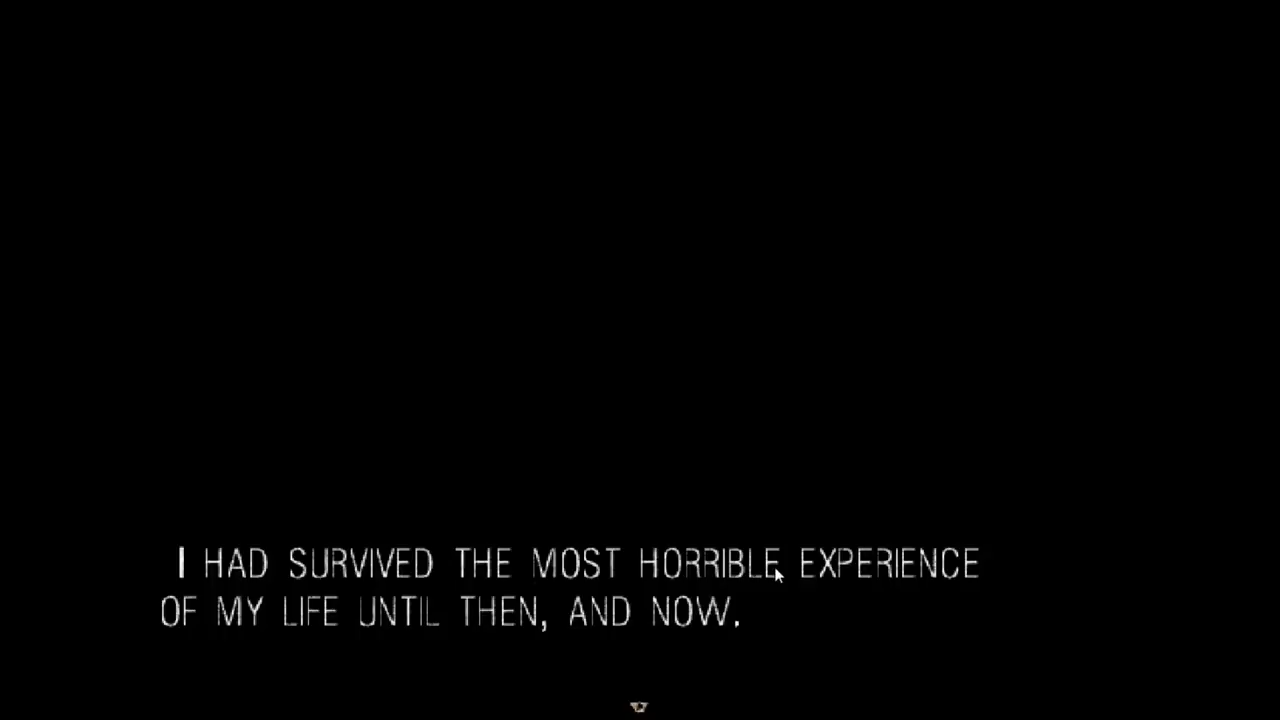 I HAD SURVIVED THE MOST HORRIBLE EXPERIENCE
OF MY LIFE UNTIL THEN, AND NOW.